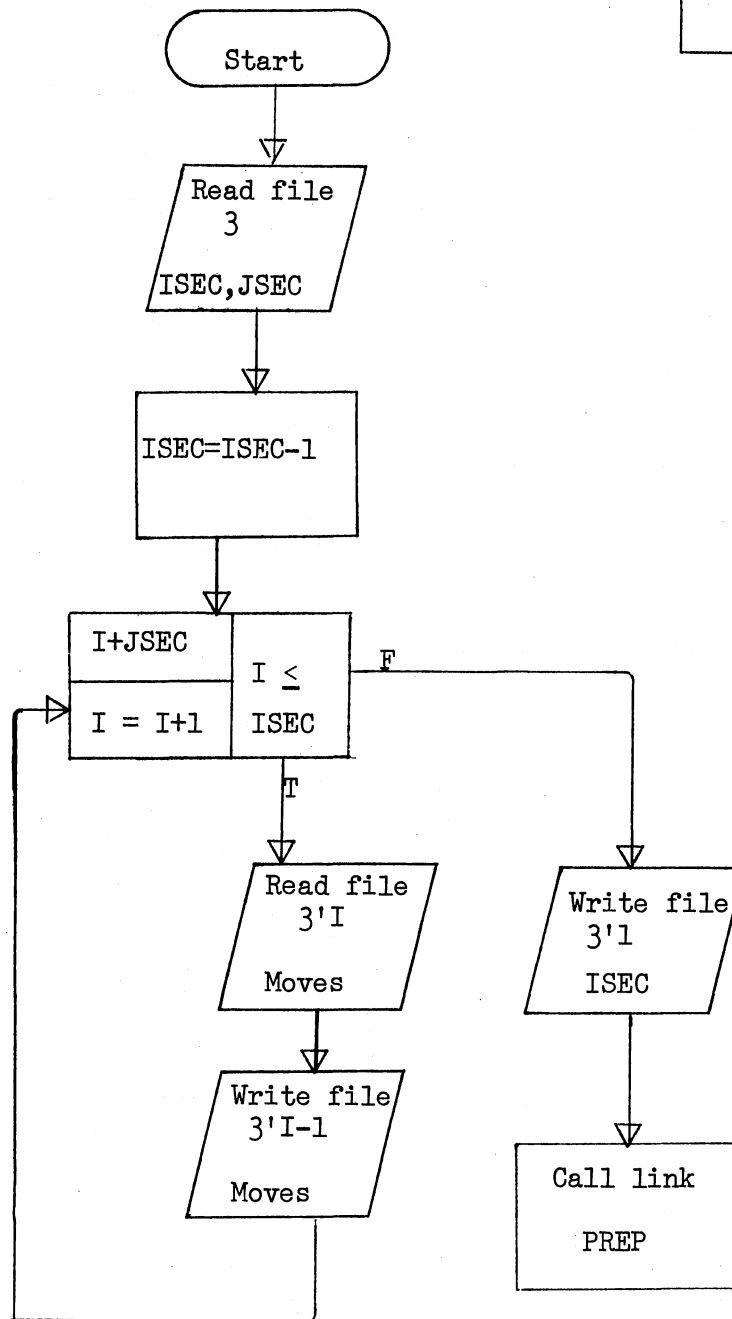 Start
Read file
3
ISEC,JSEC
ISEC=ISEC-1
I+JSEC
I = I+1
I ≤
ISEC
F
T
Read file
3'I
Moves
Write file
3'I-1
Moves
Write file
3'1
ISEC
Call link
PREP